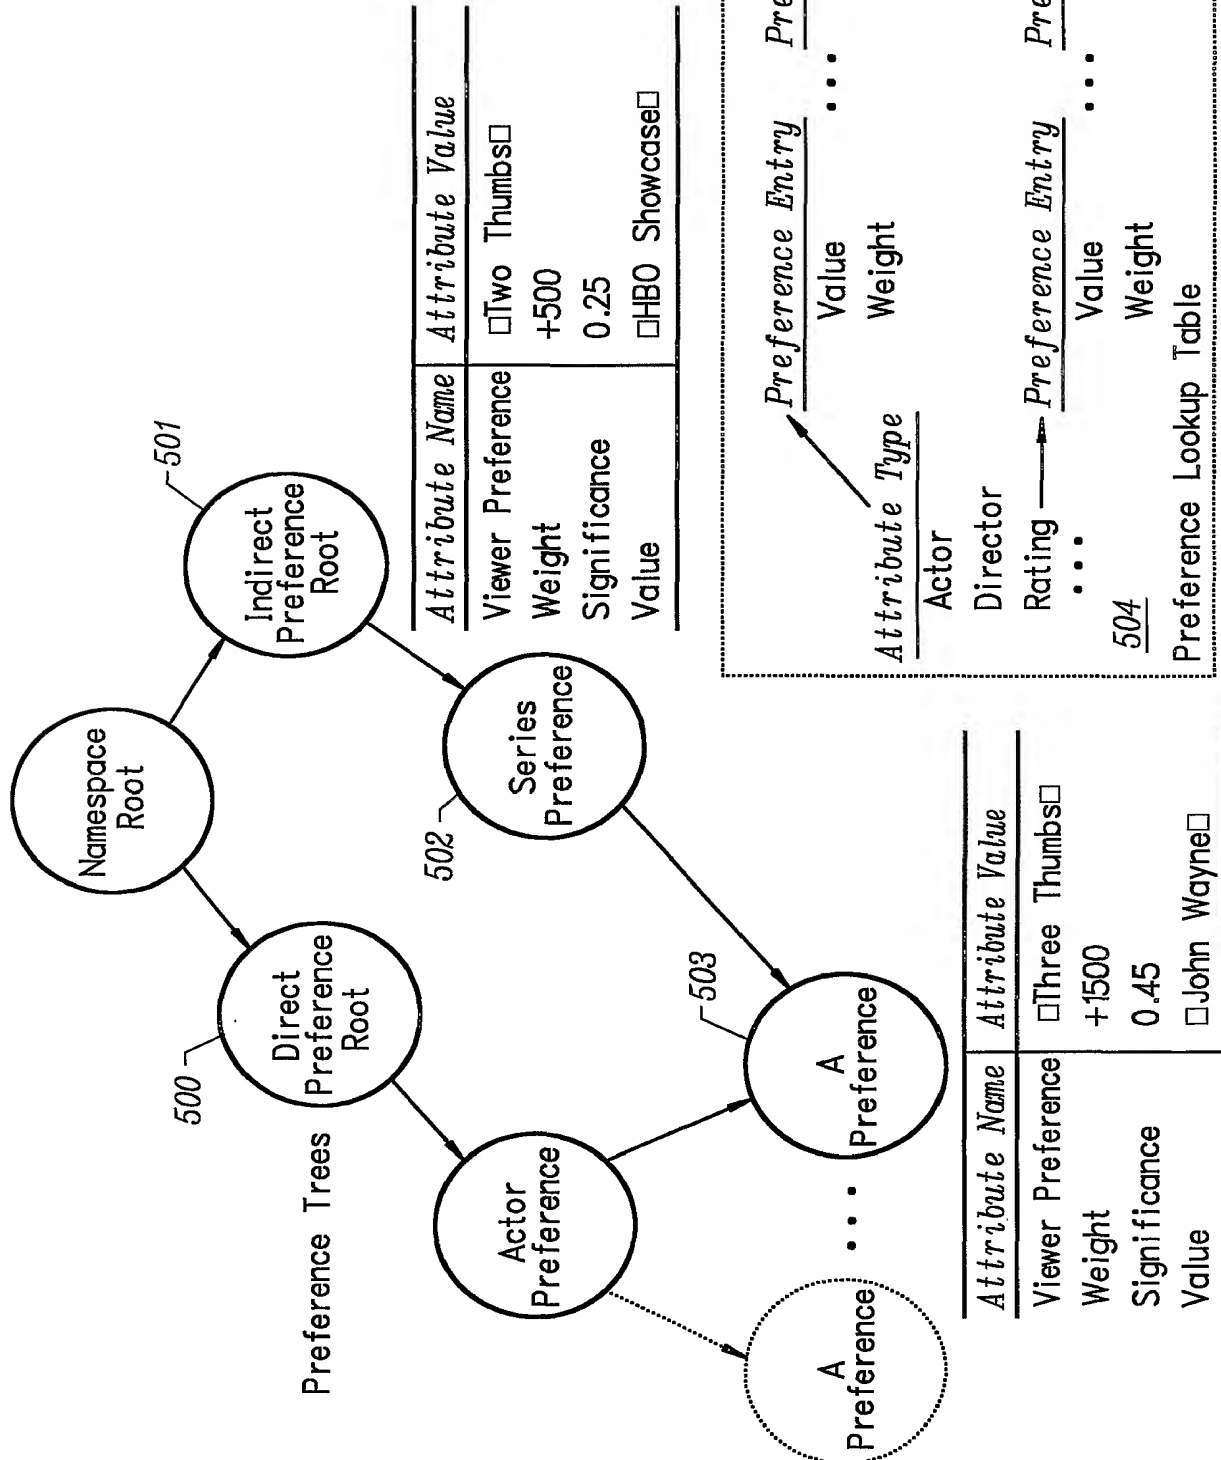 Preference Trees
Namespace
Root
500
Direct
Preference
Root
Indirect
Preference
Root
501
Actor
Preference
502
Series
Preference
A
Preference
...
A
Preference
503
Attribute Name Attribute Value
Viewer Preference □Three Thumbs□
Weight +1500
Significance 0.45
Value □John Wayne□
Attribute Name Attribute Value
Viewer Preference □Two Thumbs□
Weight +500
Significance 0.25
Value □HBO Showcase□
Preference Entry
Value ...
Weight
Attribute Type
Actor
Director
Rating Preference Entry
... Value ...
504 Weight
Preference Lookup Table